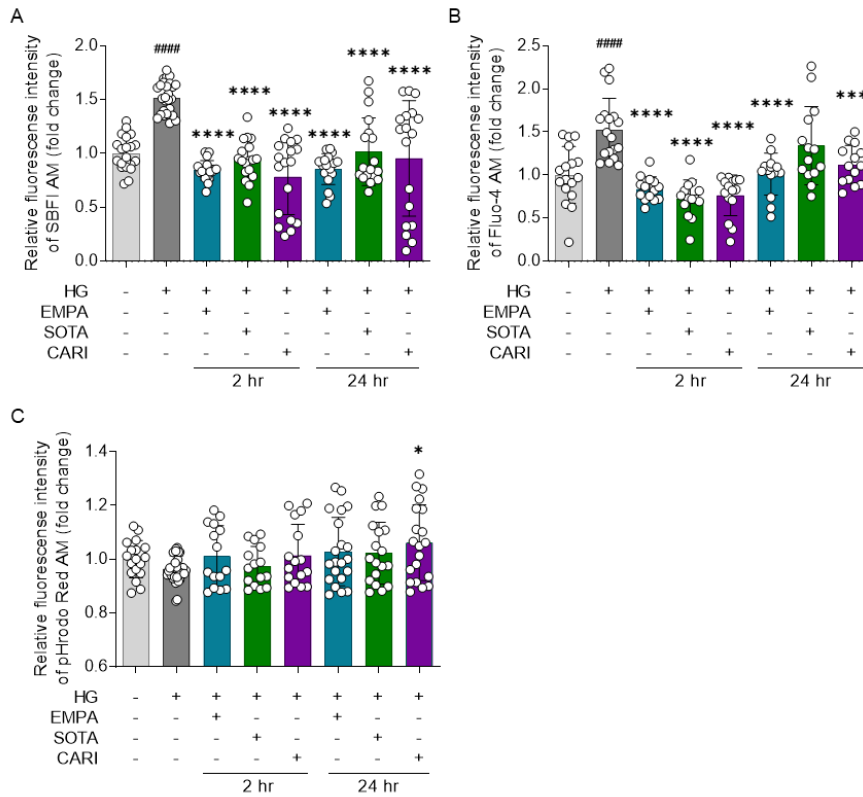 A
Relative fluorescense intensity
of SBFI AM (fold change)
2.0
1.5
1.0
0.5
0.0
####
****
****
****
****
****
****
HG - + + + + + + +
EMPA - - + - - + - -
SOTA - - - + - - + -
CARI - - - - + - - +
2 hr 24 hr
B
Relative fluorescense intensity
of Fluo-4 AM (fold change)
2.5
2.0
1.5
1.0
0.5
0.0
####
****
****
****
****
***
HG - + + + + + + +
EMPA - - + - - + - -
SOTA - - - + - - + -
CARI - - - - + - - +
2 hr 24 hr
C
Relative fluorescense intensity
of pHrodo Red AM (fold change)
1.4
1.2
1.0
0.8
0.6
*
HG - + + + + + + +
EMPA - - + - - + - -
SOTA - - - + - - + -
CARI - - - - + - - +
2 hr 24 hr